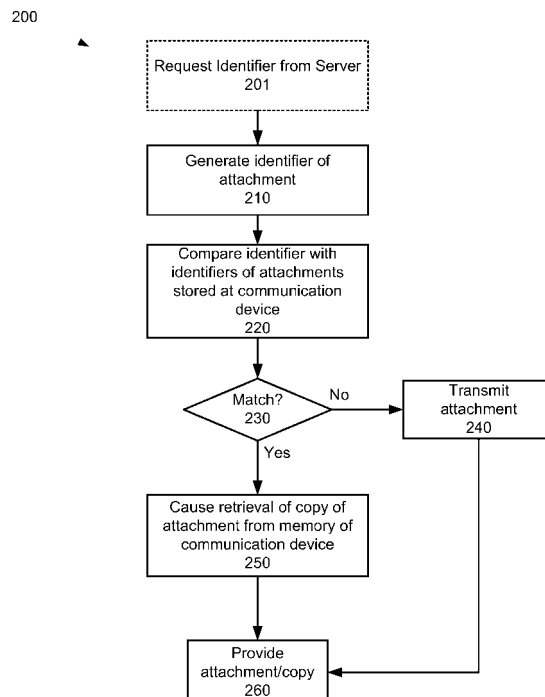 200
Request Identifier from Server
201
Generate identifier of
attachment
210
Compare identifier with
identifiers of attachments
stored at communication
device
220
Match?
230
No
Transmit
attachment
240
Yes
Cause retrieval of copy of
attachment from memory of
communication device
250
Provide
attachment/copy
260